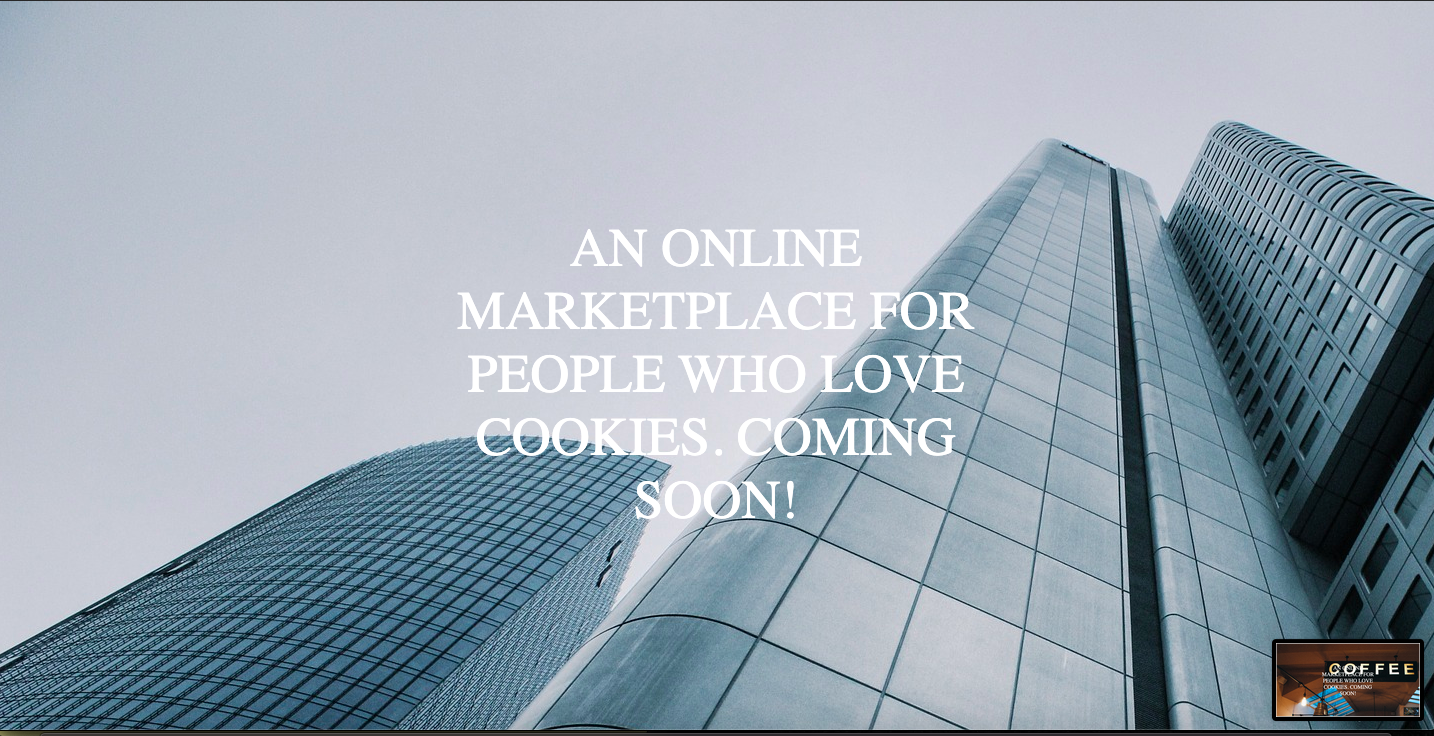 AN ONLINE
MARKETPLACE FOR
PEOPLE WHO LOVE
COOKIES. COMING
SOON!
COFFEE
MARKETPLACE FOR
PEOPLE WHO LOVE
COOKIES. COMING
SOON!